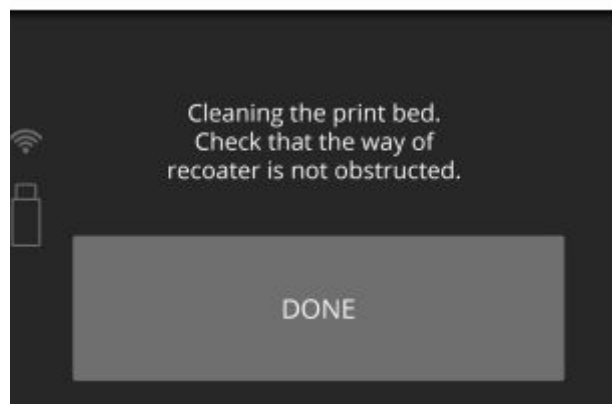 Cleaning the print bed.
Check that the way of
recoater is not obstructed.
DONE